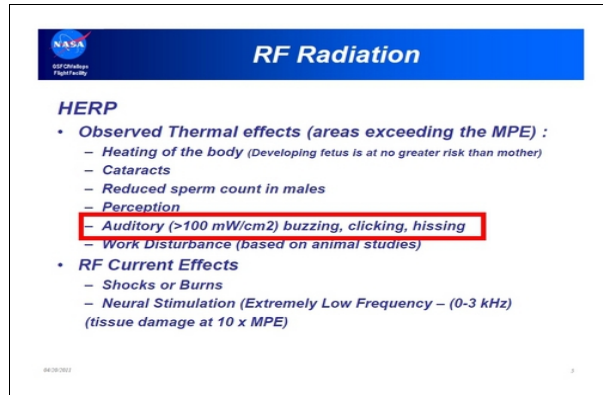 NASA
RF Radiation
Flight Facility
HERP
• Observed Thermal effects (areas exceeding the MPE) :
– Heating of the body (Developing fetus is at no greater risk than mother)
– Cataracts
– Reduced sperm count in males
– Perception
– Auditory (>100 mW/cm2) buzzing, clicking, hissing
– Work Disturbance (based on animal studies)
• RF Current Effects
– Shocks or Burns
– Neural Stimulation (Extremely Low Frequency – (0-3 kHz)
(tissue damage at 10 x MPE)